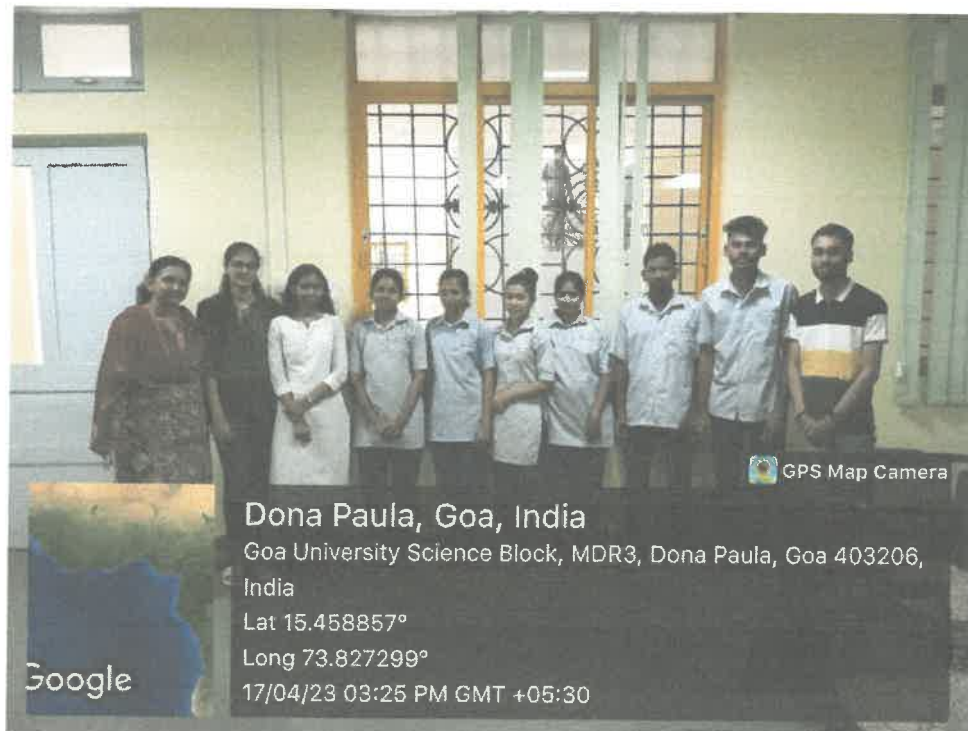 GPS Map Camera
Dona Paula, Goa, India
Goa University Science Block, MDR3, Dona Paula, Goa 403206,
India
Lat 15.458857°
Long 73.827299°
17/04/23 03:25 PM GMT +05:30
Google